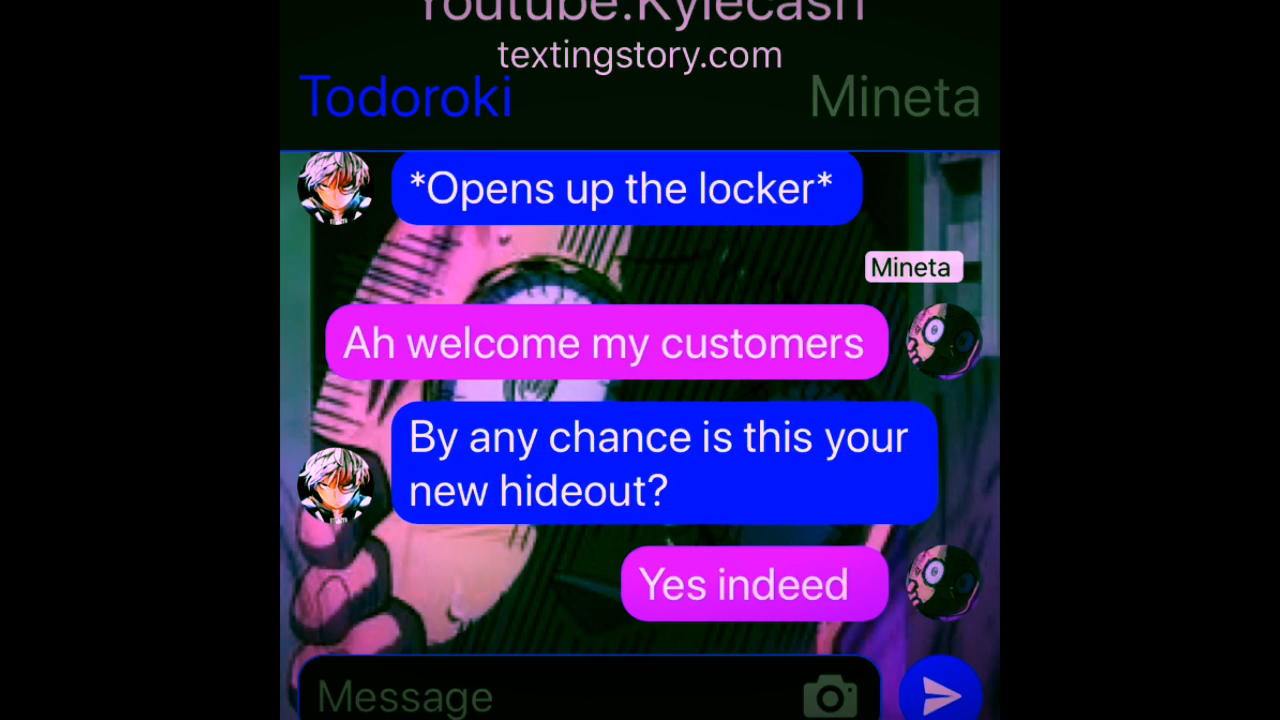 Youtube.Kylecash
textingstory.com
Todoroki
Mineta
*Opens up the locker*
Mineta
Ah welcome my customers
By any chance is this your
new hideout?
Yes indeed
Message